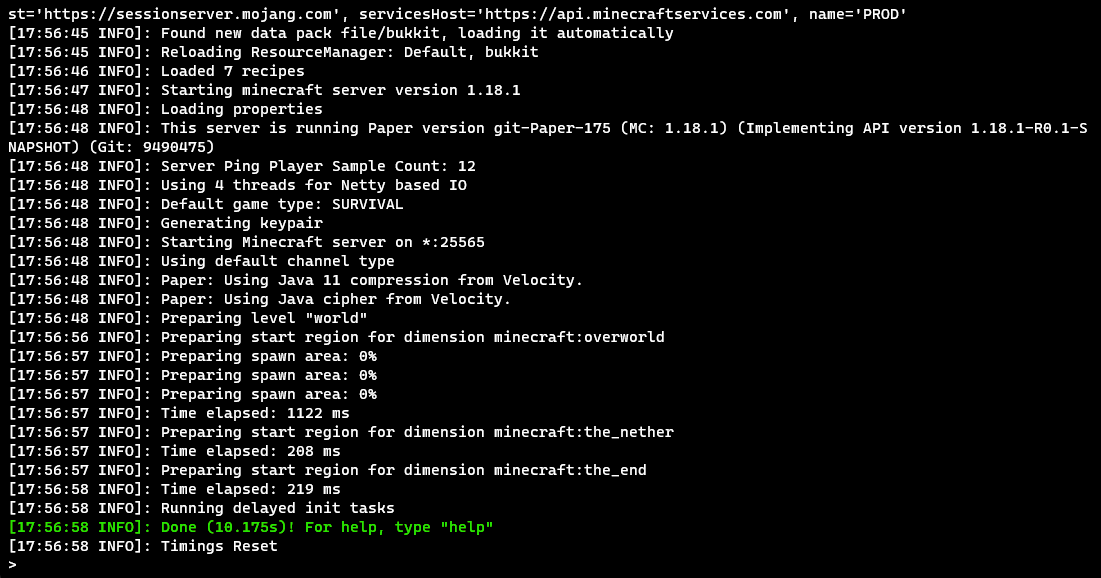 st='https://sessionserver.mojang.com', servicesHost='https://api.minecraftservices.com', name='PROD'
[17:56:45 INFO]: Found new data pack file/bukkit, loading it automatically
[17:56:45 INFO]: Reloading ResourceManager: Default, bukkit
[17:56:46 INFO]: Loaded 7 recipes
[17:56:47 INFO]: Starting minecraft server version 1.18.1
[17:56:48 INFO]: Loading properties
[17:56:48 INFO]: This server is running Paper version git-Paper-175 (MC: 1.18.1) (Implementing API version 1.18.1-R0.1-S
NAPSHOT) (Git: 9490475)
[17:56:48 INFO]: Server Ping Player Sample Count: 12
[17:56:48 INFO]: Using 4 threads for Netty based IO
[17:56:48 INFO]: Default game type: SURVIVAL
[17:56:48 INFO]: Generating keypair
[17:56:48 INFO]: Starting Minecraft server on *:25565
[17:56:48 INFO]: Using default channel type
[17:56:48 INFO]: Paper: Using Java 11 compression from Velocity.
[17:56:48 INFO]: Paper: Using Java cipher from Velocity.
[17:56:48 INFO]: Preparing level "world"
[17:56:56 INFO]: Preparing start region for dimension minecraft:overworld
[17:56:57 INFO]: Preparing spawn area: 0%
[17:56:57 INFO]: Preparing spawn area: 0%
[17:56:57 INFO]: Preparing spawn area: 0%
[17:56:57 INFO]: Time elapsed: 1122 ms
[17:56:57 INFO]: Preparing start region for dimension minecraft:the_nether
[17:56:57 INFO]: Time elapsed: 208 ms
[17:56:57 INFO]: Preparing start region for dimension minecraft:the_end
[17:56:58 INFO]: Time elapsed: 219 ms
[17:56:58 INFO]: Running delayed init tasks
[17:56:58 INFO]: Done (10.175s)! For help, type "help"
[17:56:58 INFO]: Timings Reset
>